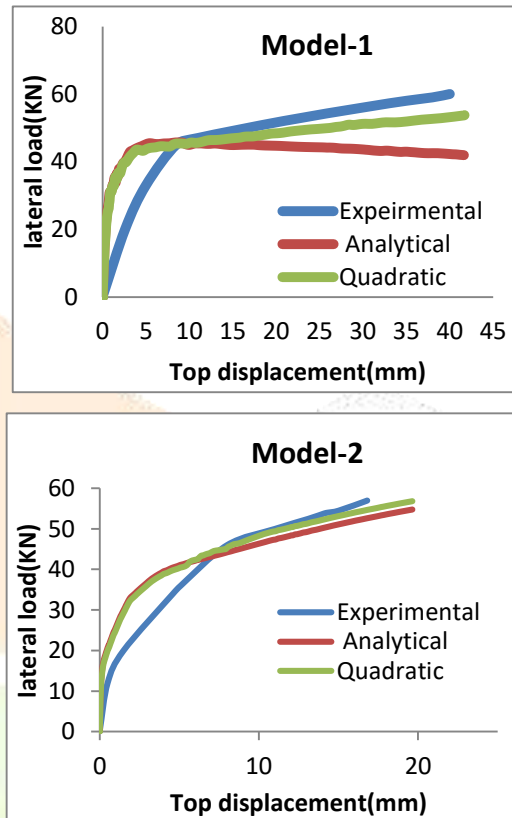 Model-1
lateral load(KN)
80
60
40
20
0
Expeirmental
Analytical
Quadratic
0 5 10 15 20 25 30 35 40 45
Top displacement(mm)
Model-2
lateral load(KN)
60
50
40
30
20
10
0
Experimental
Analytical
Quadratic
0 10 20
Top displacement(mm)